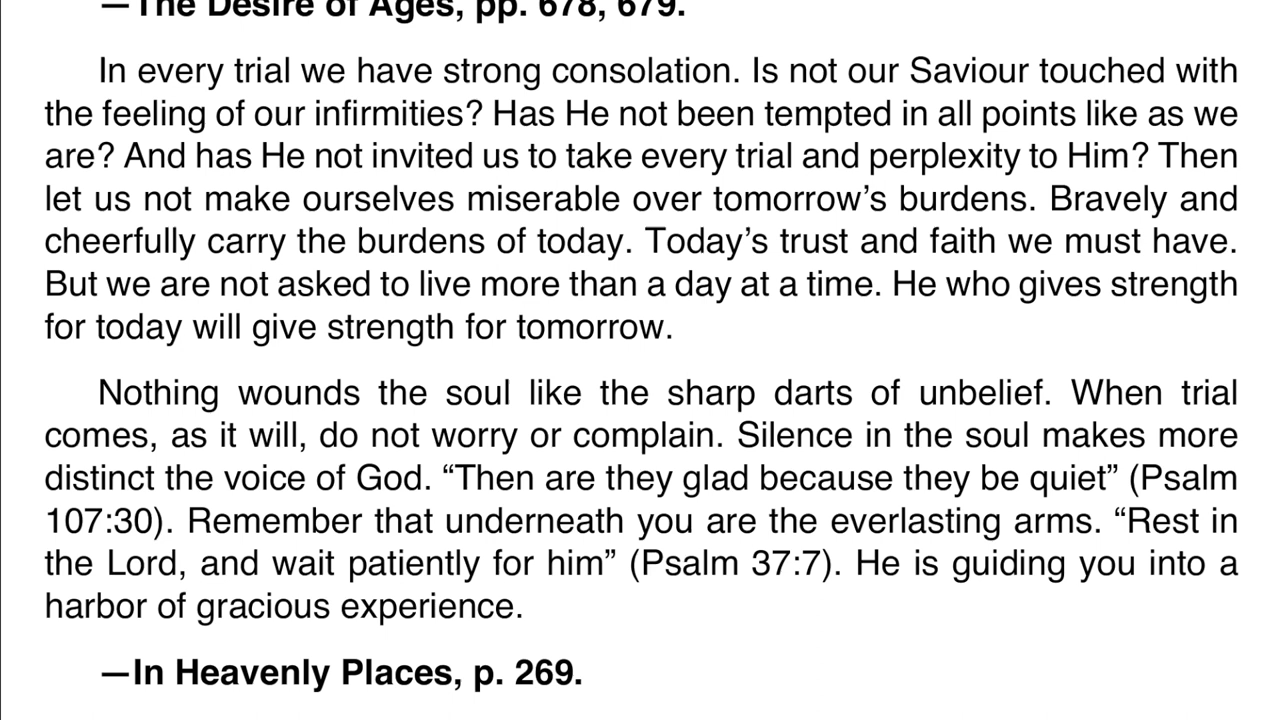 —The Desire of Ages, pp. 678, 679.
In every trial we have strong consolation. Is not our Saviour touched with
the feeling of our infirmities? Has He not been tempted in all points like as we
are? And has He not invited us to take every trial and perplexity to Him? Then
let us not make ourselves miserable over tomorrow’s burdens. Bravely and
cheerfully carry the burdens of today. Today’s trust and faith we must have.
But we are not asked to live more than a day at a time. He who gives strength
for today will give strength for tomorrow.
Nothing wounds the soul like the sharp darts of unbelief. When trial
comes, as it will, do not worry or complain. Silence in the soul makes more
distinct the voice of God. “Then are they glad because they be quiet” (Psalm
107:30). Remember that underneath you are the everlasting arms. “Rest in
the Lord, and wait patiently for him” (Psalm 37:7). He is guiding you into a
harbor of gracious experience.
—In Heavenly Places, p. 269.